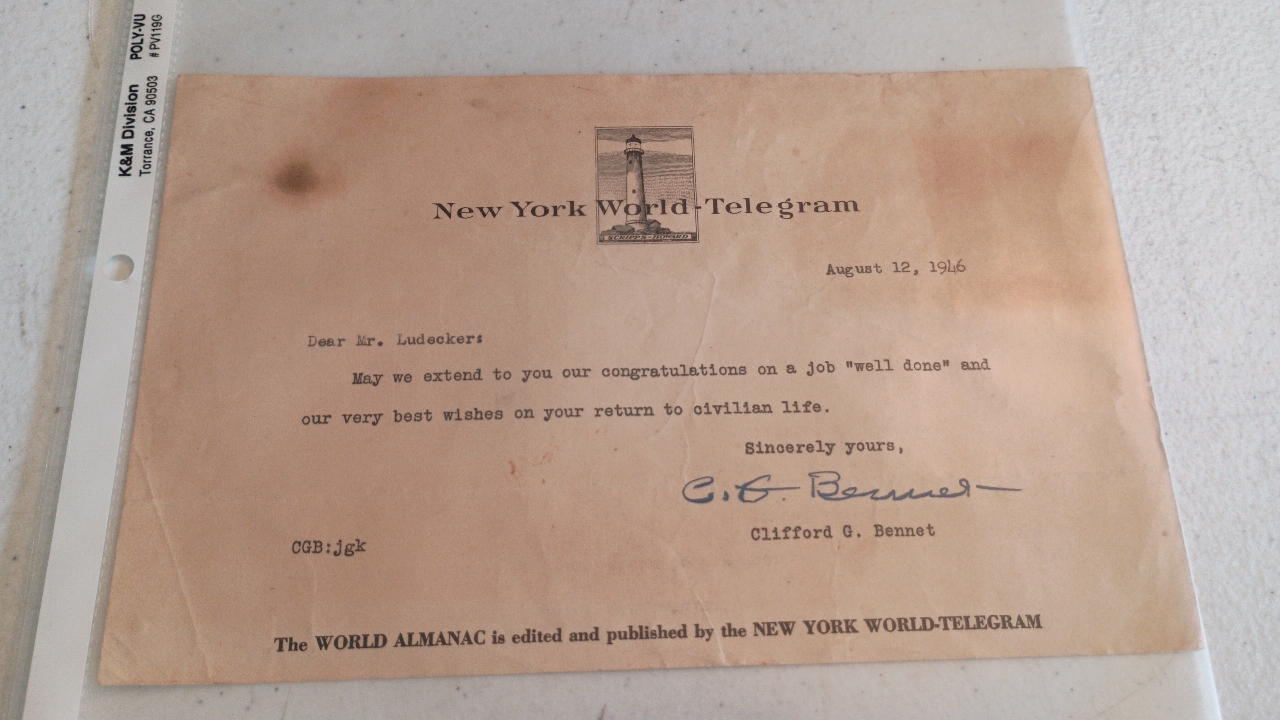 K&M Division POLY-VU
Torrance, CA 90503 # PV119G
New York World-Telegram
SCRIPPS-HOWARD
August 12, 1946
Dear Mr. Ludecker:
May we extend to you our congratulations on a job "well done" and
our very best wishes on your return to civilian life.
Sincerely yours,
C. G. Bennet
Clifford G. Bennet
CGB:jgk
The WORLD ALMANAC is edited and published by the NEW YORK WORLD-TELEGRAM